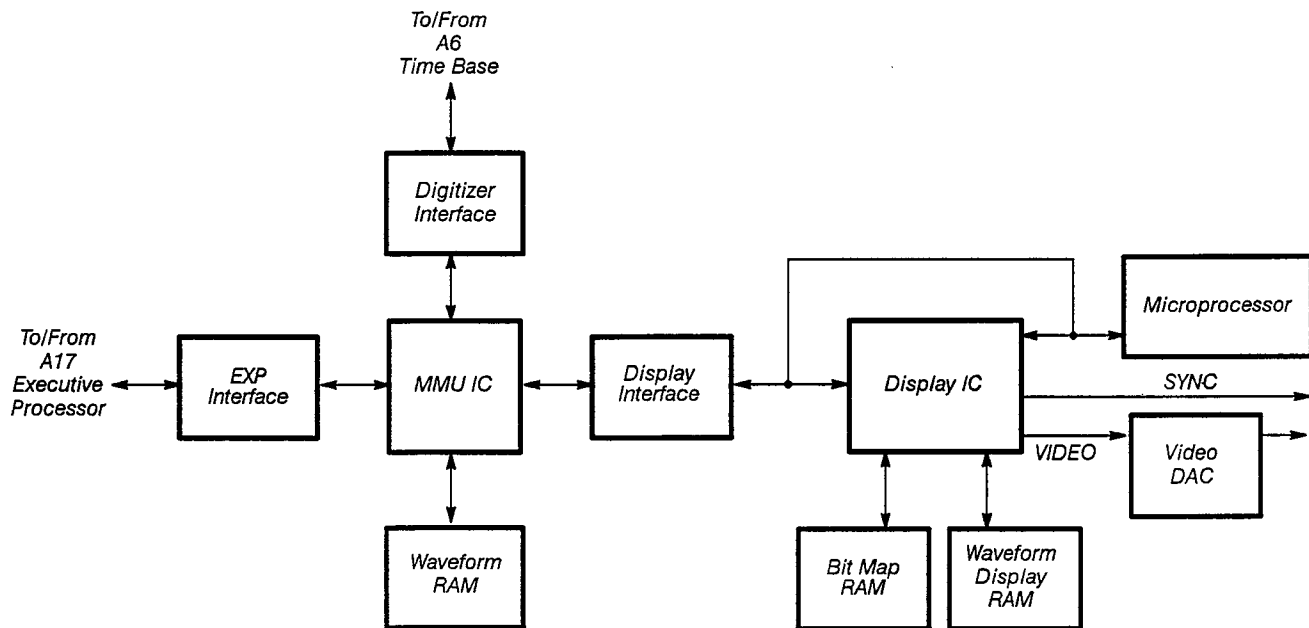 To/From
A6
Time Base
Digitizer
Interface
To/From
A17
Executive
Processor
EXP
Interface
MMU IC
Display
Interface
Display IC
Microprocessor
SYNC
VIDEO
Video
DAC
Waveform
RAM
Bit Map
RAM
Waveform
Display
RAM